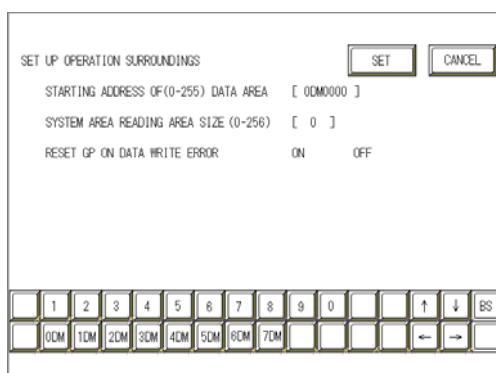 SET UP OPERATION SURROUNDINGS SET CANCEL
STARTING ADDRESS OF(0-255) DATA AREA [ 0DM0000 ]
SYSTEM AREA READING AREA SIZE (0-256) [ 0 ]
RESET GP ON DATA WRITE ERROR ON OFF
1 2 3 4 5 6 7 8 9 0 ↑ ↓ BS
0DM 1DM 2DM 3DM 4DM 5DM 6DM 7DM ← →